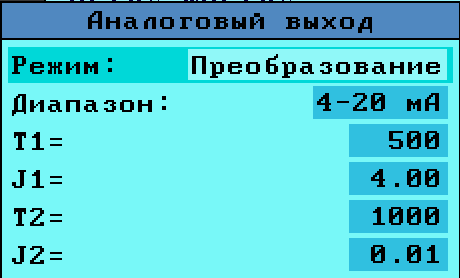 Аналоговый выход
Режим: Преобразование
Диапазон: 4-20 мА
T1= 500
J1= 4.00
T2= 1000
J2= 0.01